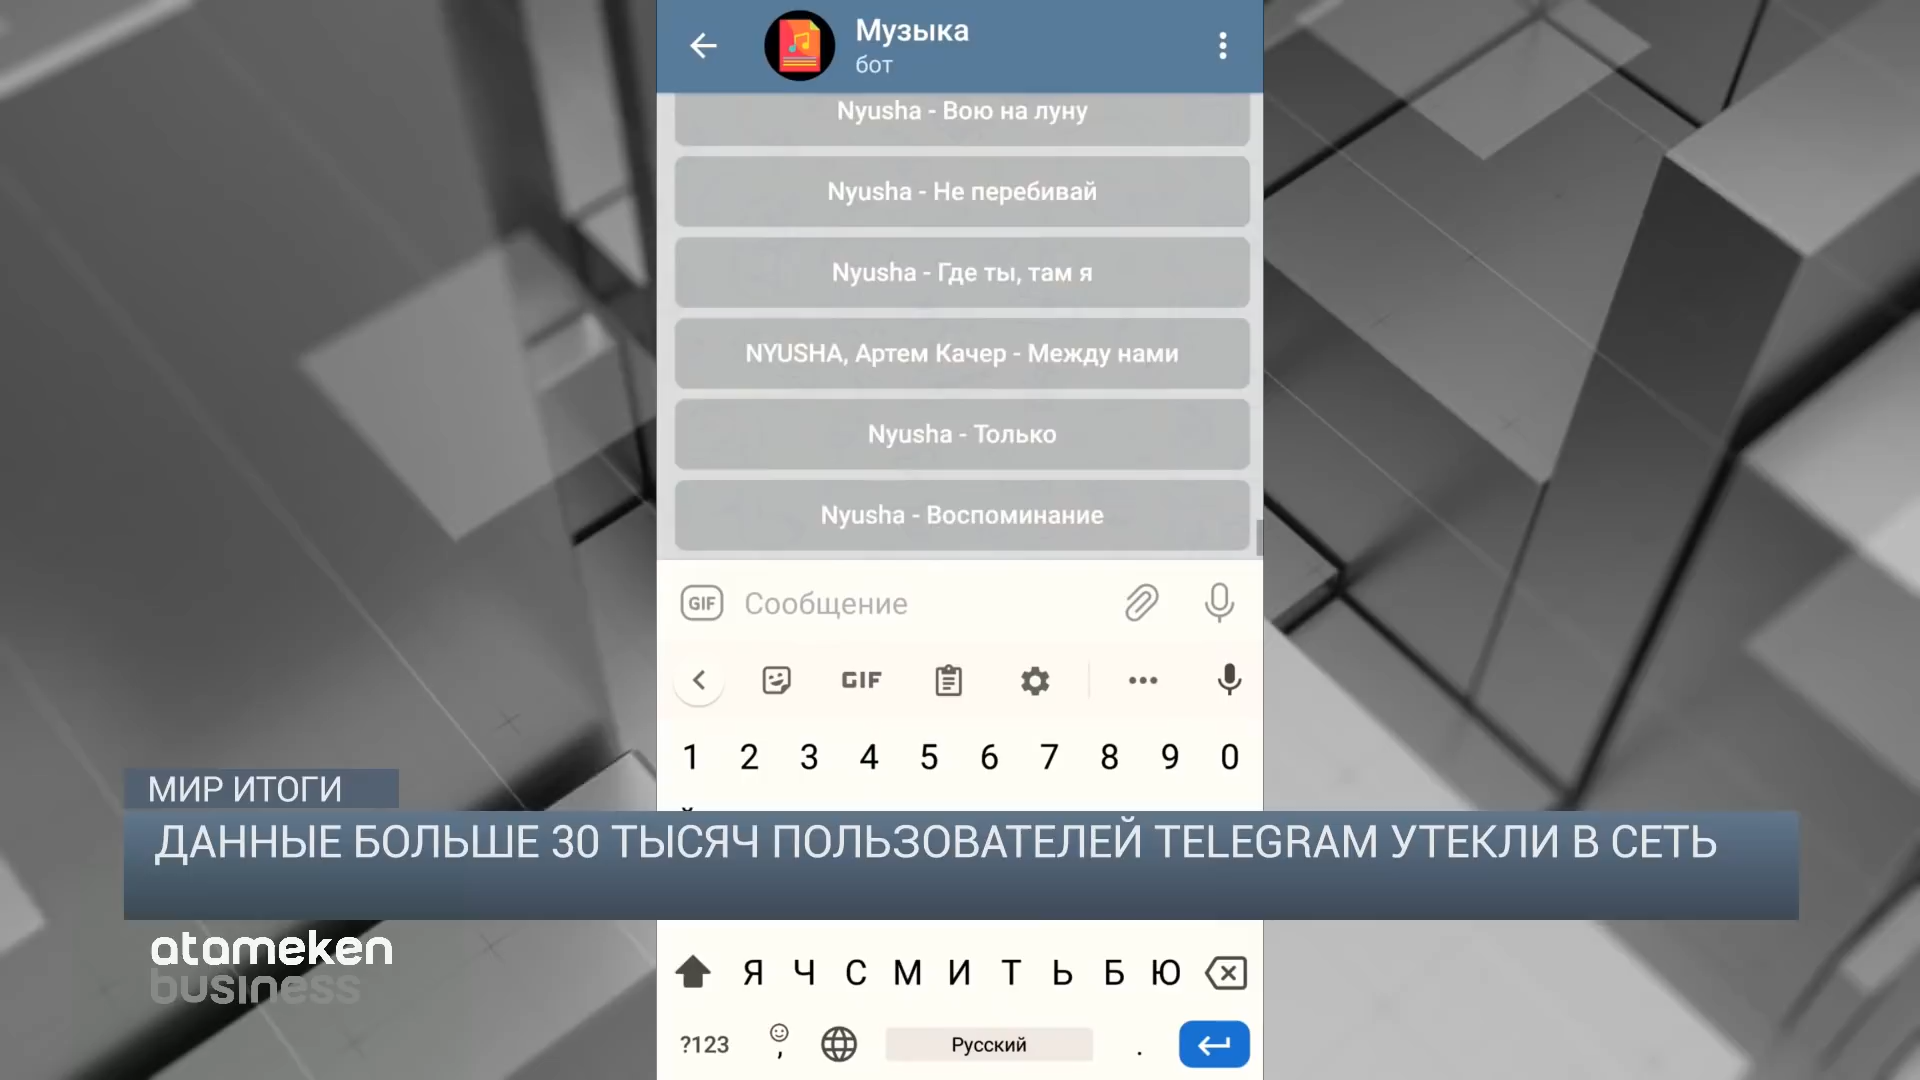 Музыка
бот
Nyusha - Вою на луну
Nyusha - Не перебивай
Nyusha - Где ты, там я
NYUSHA, Артем Качер - Между нами
Nyusha - Только
Nyusha - Воспоминание
GIF Сообщение
GIF
1 2 3 4 5 6 7 8 9 0
МИР ИТОГИ
ДАННЫЕ БОЛЬШЕ 30 ТЫСЯЧ ПОЛЬЗОВАТЕЛЕЙ TELEGRAM УТЕКЛИ В СЕТЬ
atameken
business
Я Ч С М И Т Ь Б Ю
?123 , Русский .